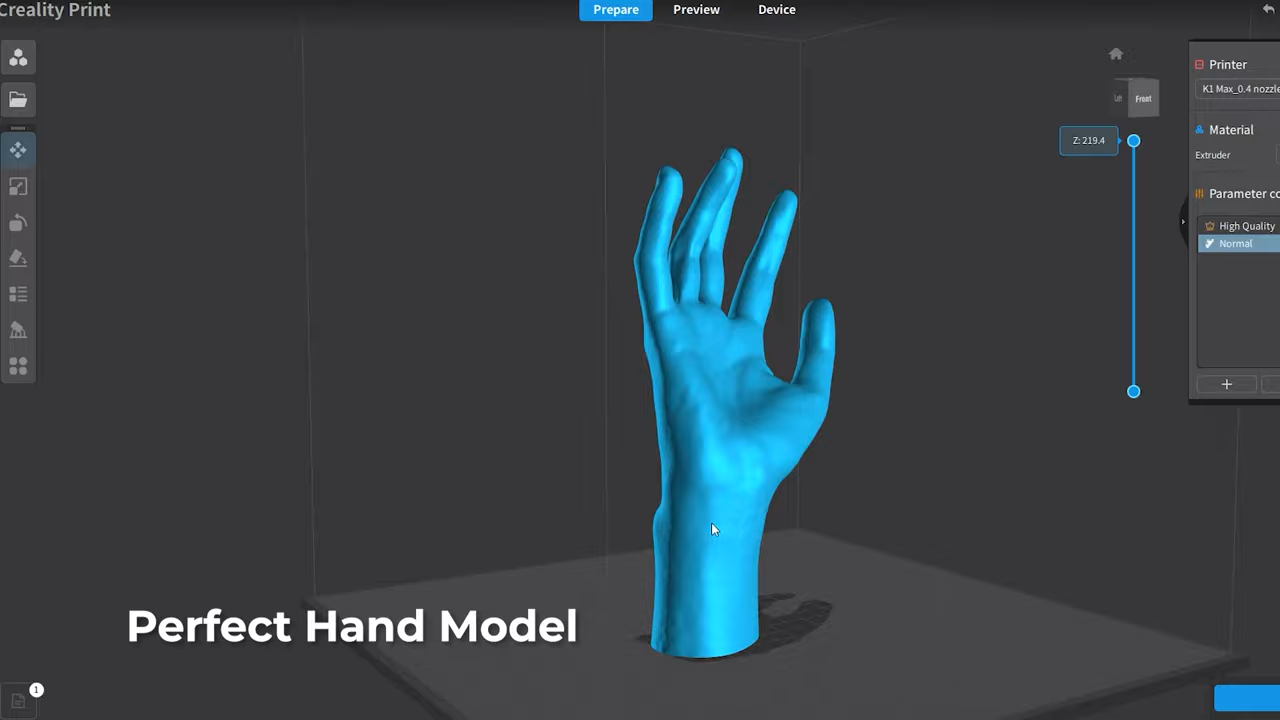 Creality Print
Prepare
Preview
Device
Printer
K1 Max_0.4 nozzle
Front
Material
Z: 219.4
Extruder
Parameter co
High Quality
Normal
+
Perfect Hand Model
1